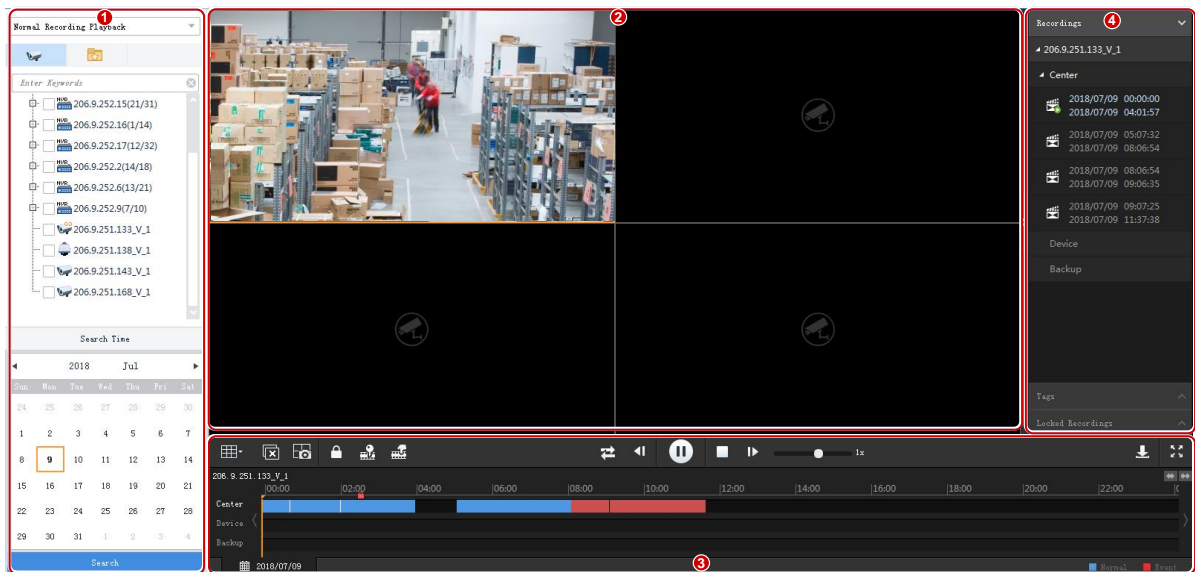 Normal Recording Playback
1
Enter Keywords
NVR 206.9.252.15(21/31)
NVR 206.9.252.16(1/14)
NVR 206.9.252.17(12/32)
NVR 206.9.252.2(14/18)
NVR 206.9.252.6(13/21)
NVR 206.9.252.9(7/10)
206.9.251.133_V_1
206.9.251.138_V_1
206.9.251.143_V_1
206.9.251.168_V_1
Search Time
2018 Jul
Sun Mon Tue Wed Thu Fri Sat
24 25 26 27 28 29 30
1 2 3 4 5 6 7
8 9 10 11 12 13 14
15 16 17 18 19 20 21
22 23 24 25 26 27 28
29 30 31 1 2 3 4
Search
2
1x
206.9.251.133_V_1
00:00 02:00 04:00 06:00 08:00 10:00 12:00 14:00 16:00 18:00 20:00 22:00
Center
Device
Backup
2018/07/09
3
Normal Event
Recordings
4
206.9.251.133_V_1
Center
2018/07/09 00:00:00
2018/07/09 04:01:57
2018/07/09 05:07:32
2018/07/09 08:06:54
2018/07/09 08:06:54
2018/07/09 09:06:35
2018/07/09 09:07:25
2018/07/09 11:37:38
Device
Backup
Tags
Locked Recordings